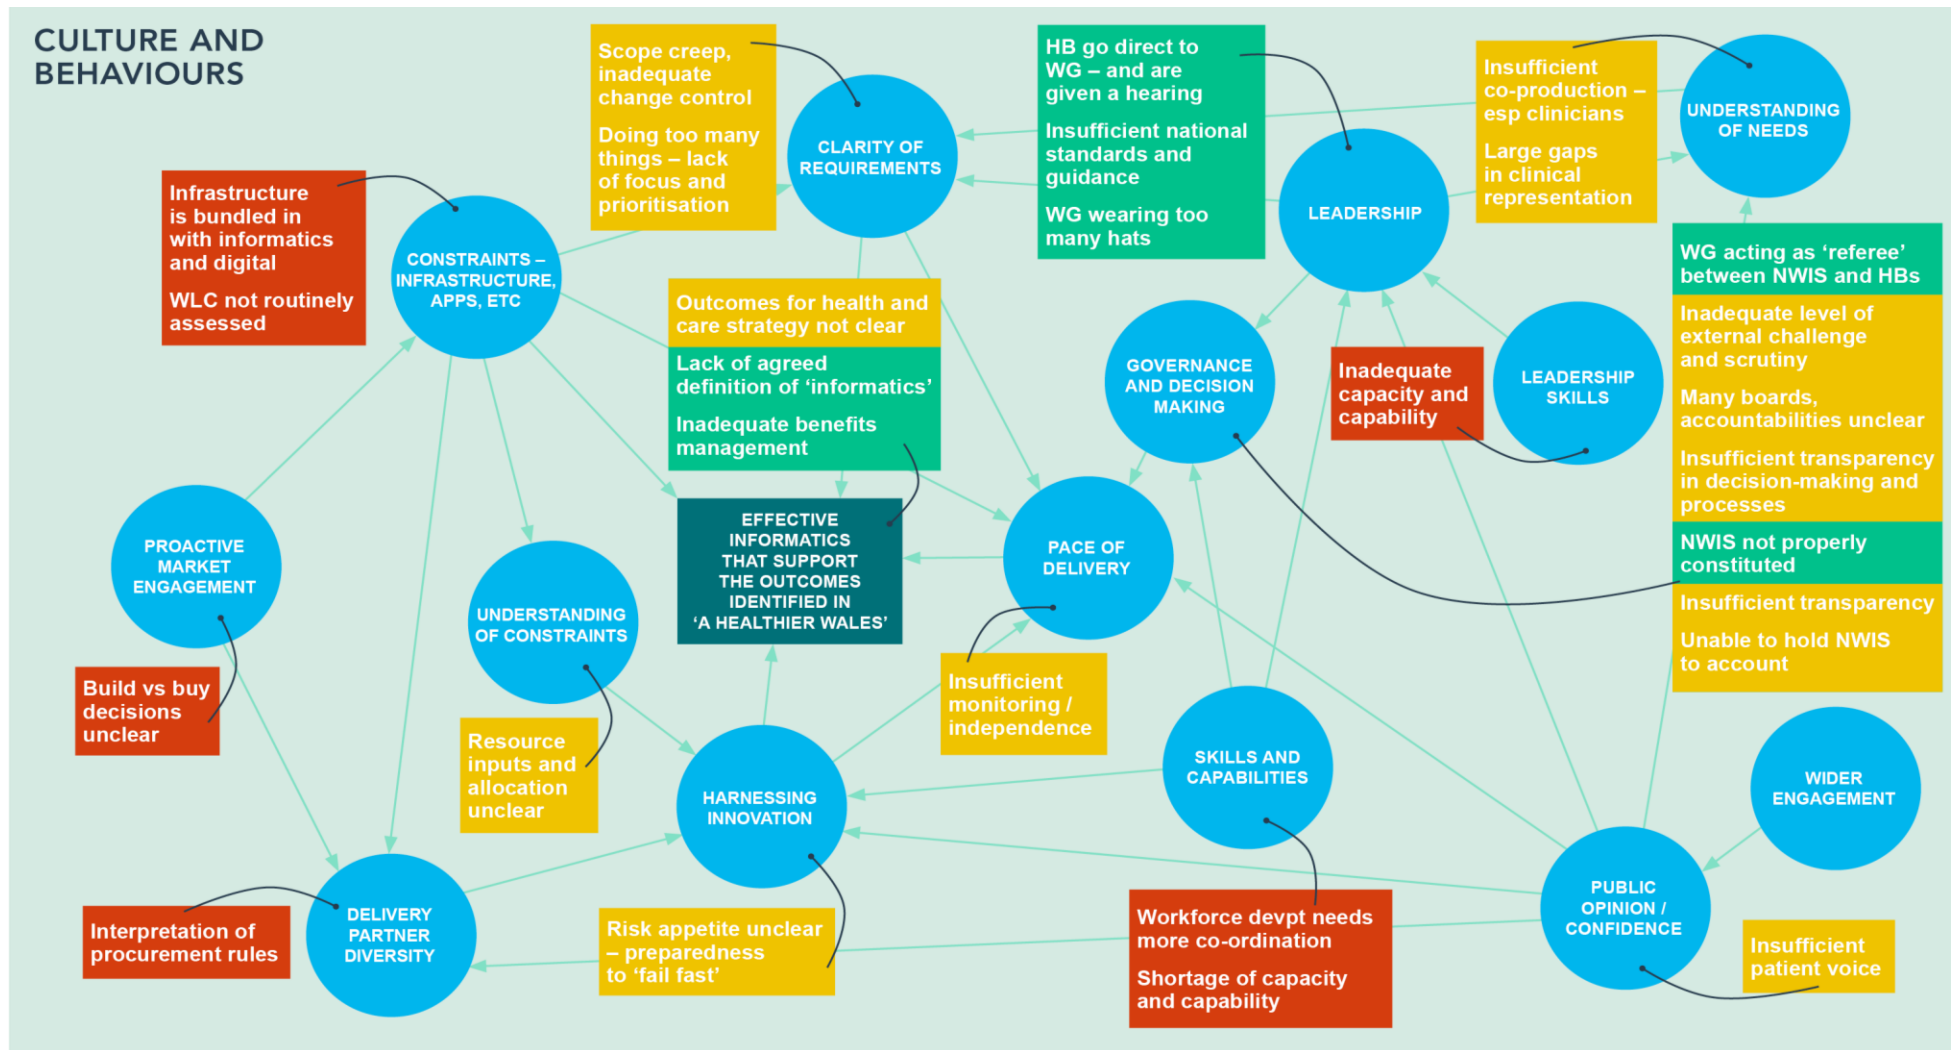 CULTURE AND
BEHAVIOURS
Scope creep,
inadequate
change control
Doing too many
things – lack
of focus and
prioritisation
CLARITY OF
REQUIREMENTS
HB go direct to
WG – and are
given a hearing
Insufficient national
standards and
guidance
WG wearing too
many hats
LEADERSHIP
Insufficient
co-production –
esp clinicians
Large gaps
in clinical
representation
UNDERSTANDING
OF NEEDS
Infrastructure
is bundled in
with informatics
and digital
WLC not routinely
assessed
CONSTRAINTS –
INFRASTRUCTURE,
APPS, ETC
Outcomes for health and
care strategy not clear
Lack of agreed
definition of ‘informatics’
Inadequate benefits
management
GOVERNANCE
AND DECISION
MAKING
Inadequate
capacity and
capability
LEADERSHIP
SKILLS
WG acting as ‘referee’
between NWIS and HBs
Inadequate level of
external challenge
and scrutiny
Many boards,
accountabilities unclear
Insufficient transparency
in decision-making and
processes
NWIS not properly
constituted
Insufficient transparency
Unable to hold NWIS
to account
PROACTIVE
MARKET
ENGAGEMENT
Build vs buy
decisions
unclear
UNDERSTANDING
OF CONSTRAINTS
Resource
inputs and
allocation
unclear
EFFECTIVE
INFORMATICS
THAT SUPPORT
THE OUTCOMES
IDENTIFIED IN
‘A HEALTHIER WALES’
PACE OF
DELIVERY
Insufficient
monitoring /
independence
SKILLS AND
CAPABILITIES
WIDER
ENGAGEMENT
HARNESSING
INNOVATION
Interpretation of
procurement rules
DELIVERY
PARTNER
DIVERSITY
Risk appetite unclear
– preparedness
to ‘fail fast’
Workforce devpt needs
more co-ordination
Shortage of capacity
and capability
PUBLIC
OPINION /
CONFIDENCE
Insufficient
patient voice